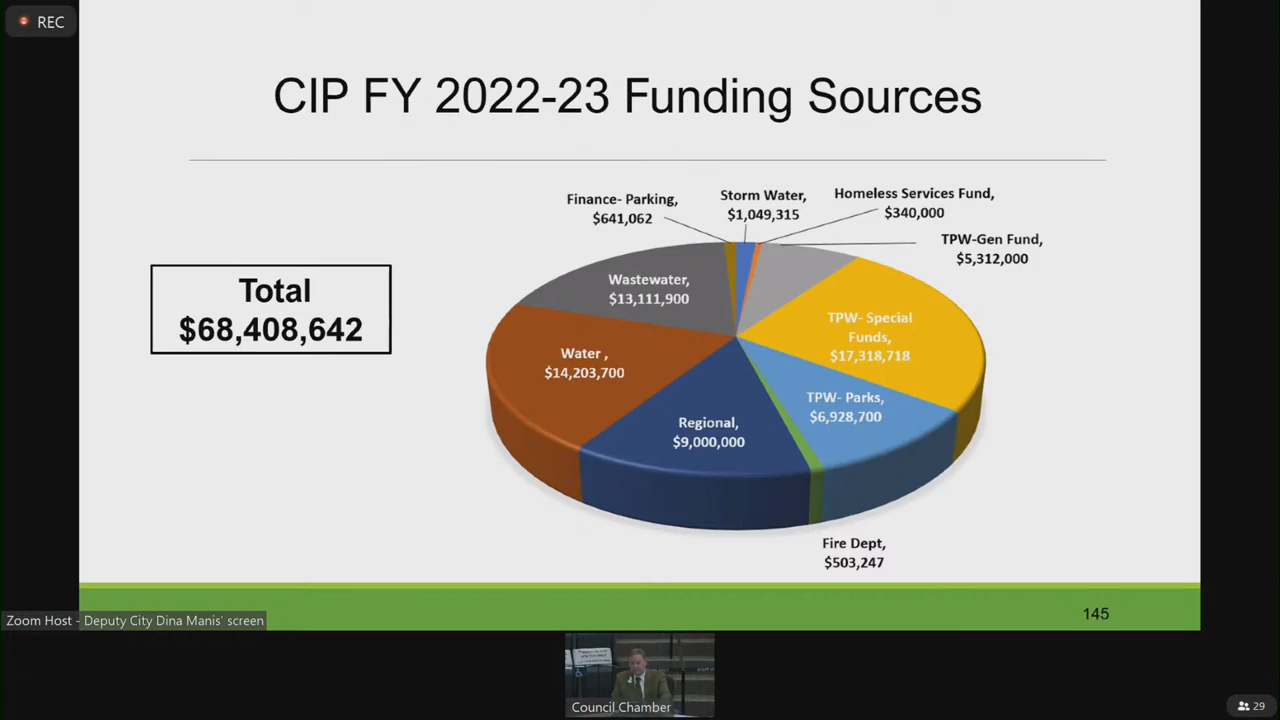 REC
CIP FY 2022-23 Funding Sources
Total
$68,408,642
Finance- Parking,
$641,062
Storm Water,
$1,049,315
Homeless Services Fund,
$340,000
TPW-Gen Fund,
$5,312,000
Wastewater,
$13,111,900
TPW- Special
Funds,
$17,318,718
Water ,
$14,203,700
TPW- Parks,
$6,928,700
Regional,
$9,000,000
Fire Dept,
$503,247
145
Zoom Host - Deputy City Dina Manis' screen
Council Chamber
29